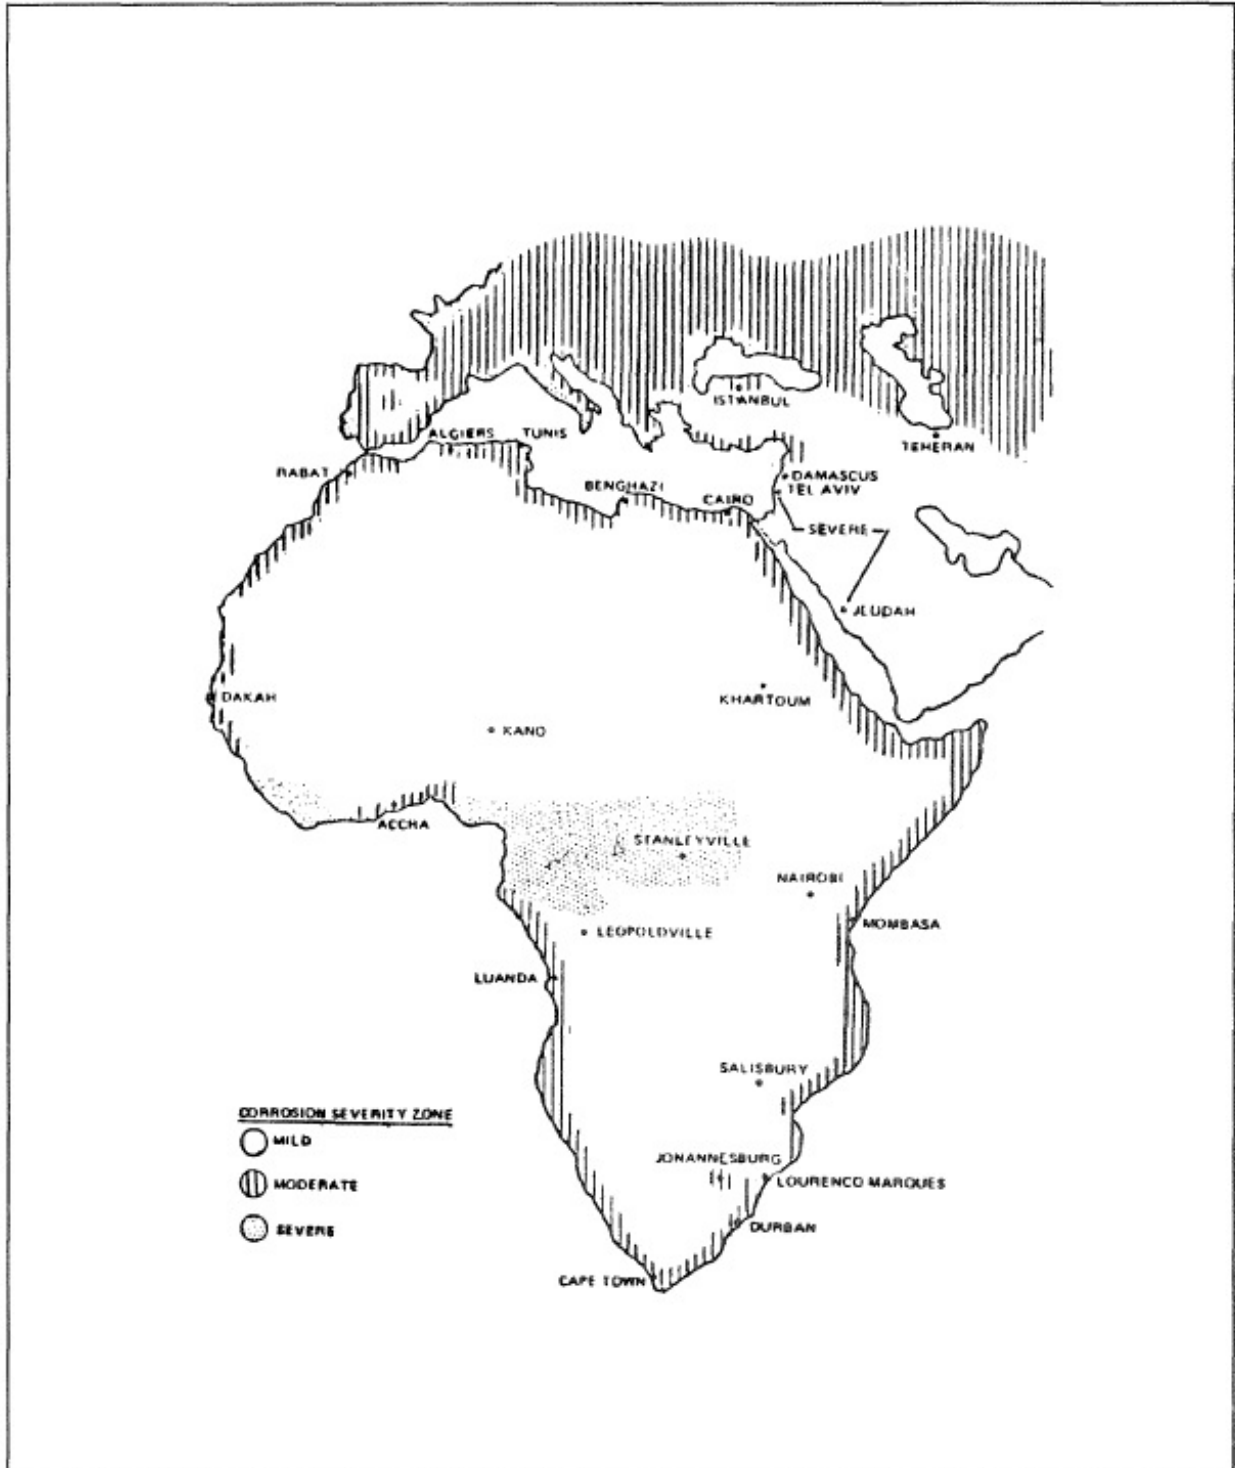 ISTANBUL
TEHERAN
ALGIERS
TUNIS
RABAT
DAMASCUS
TEL AVIV
BENGHAZI
CAIRO
SEVERE
JEUDAH
DAKAH
KHARTOUM
KANO
ACCHA
STANLEYVILLE
NAIROBI
MOMBASA
LEOPOLDVILLE
LUANDA
SALISBURY
CORROSION SEVERITY ZONE
MILD
MODERATE
SEVERE
JOHANNESBURG
LOURENCO MARQUES
DURBAN
CAPE TOWN